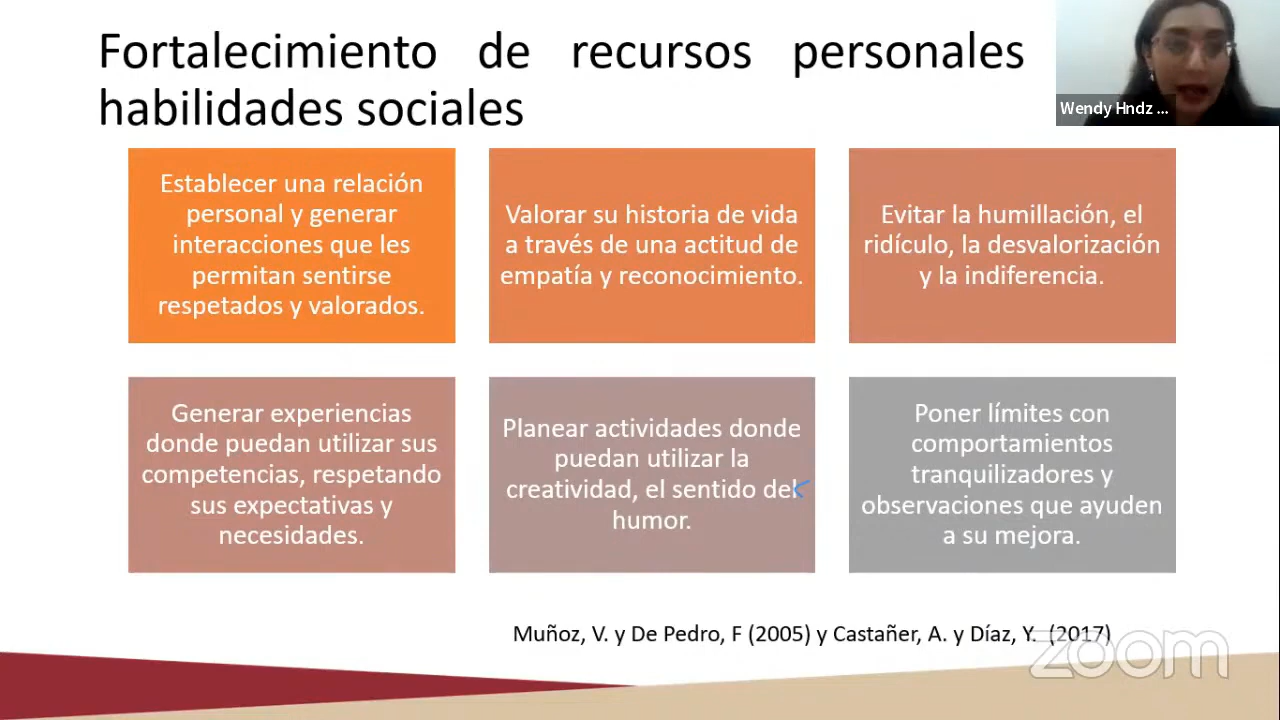 Fortalecimiento de recursos personales
habilidades sociales
Wendy Hndz ...
Establecer una relación
personal y generar
interacciones que les
permitan sentirse
respetados y valorados.
Valorar su historia de vida
a través de una actitud de
empatía y reconocimiento.
Evitar la humillación, el
ridículo, la desvalorización
y la indiferencia.
Generar experiencias
donde puedan utilizar sus
competencias, respetando
sus expectativas y
necesidades.
Planear actividades donde
puedan utilizar la
creatividad, el sentido del
humor.
Poner límites con
comportamientos
tranquilizadores y
observaciones que ayuden
a su mejora.
Muñoz, V. y De Pedro, F (2005) y Castañer, A. y Díaz, Y. (2017)
zoom